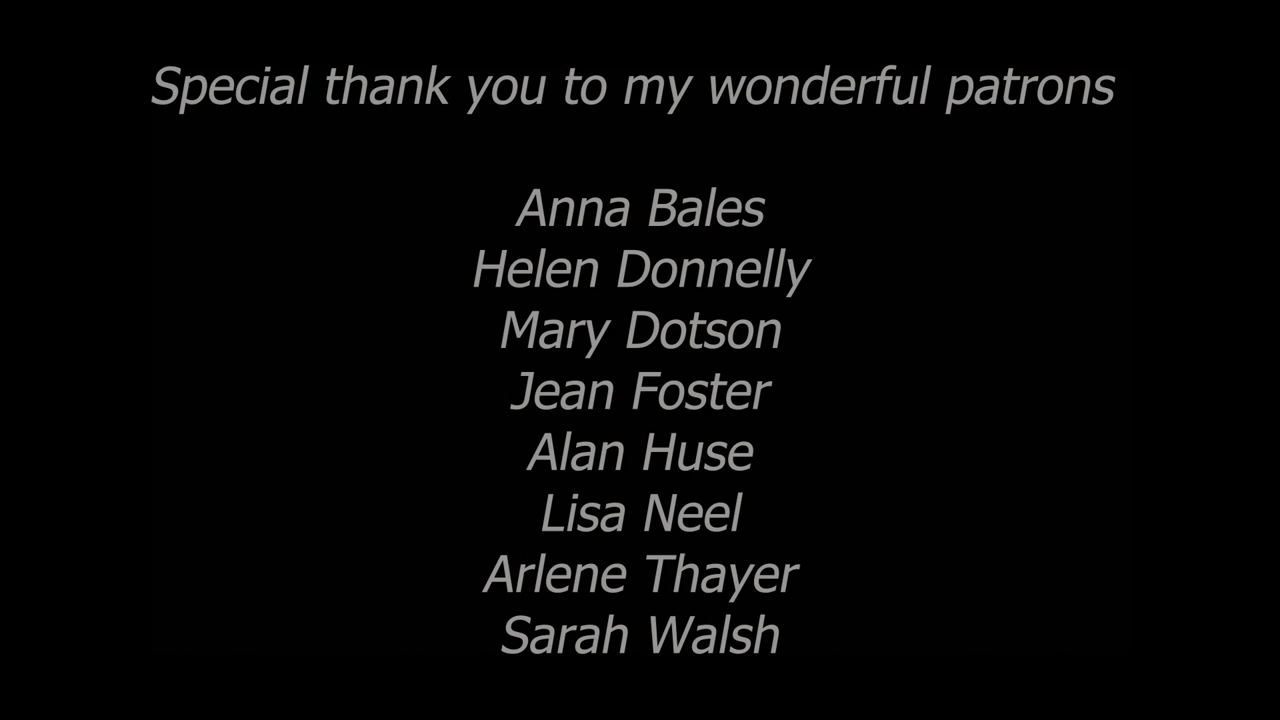 Special thank you to my wonderful patrons
Anna Bales
Helen Donnelly
Mary Dotson
Jean Foster
Alan Huse
Lisa Neel
Arlene Thayer
Sarah Walsh